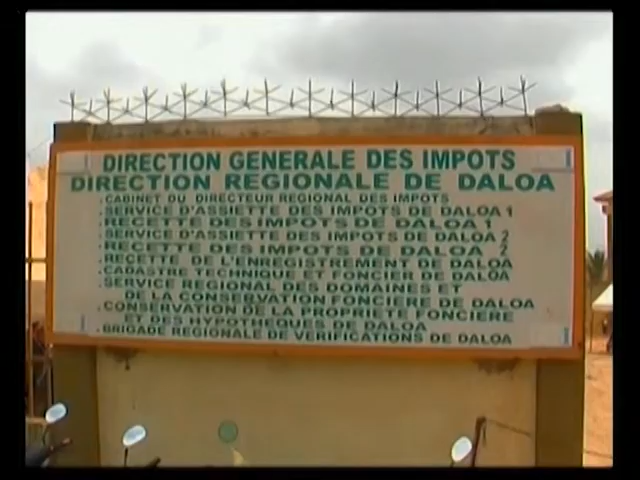 DIRECTION GENERALE DES IMPOTS
DIRECTION REGIONALE DE DALOA
. CABINET DU DIRECTEUR REGIONAL DES IMPOTS
. SERVICE D'ASSIETTE DES IMPOTS DE DALOA 1
. RECETTE DES IMPOTS DE DALOA 1
. SERVICE D'ASSIETTE DES IMPOTS DE DALOA 2
. RECETTE DES IMPOTS DE DALOA 2
. RECETTE DE L'ENREGISTREMENT DE DALOA
. CADASTRE TECHNIQUE ET FONCIER DE DALOA
. SERVICE REGIONAL DES DOMAINES ET
DE LA CONSERVATION FONCIERE DE DALOA
. CONSERVATION DE LA PROPRIETE FONCIERE
ET DES HYPOTHEQUES DE DALOA
. BRIGADE REGIONALE DE VERIFICATIONS DE DALOA